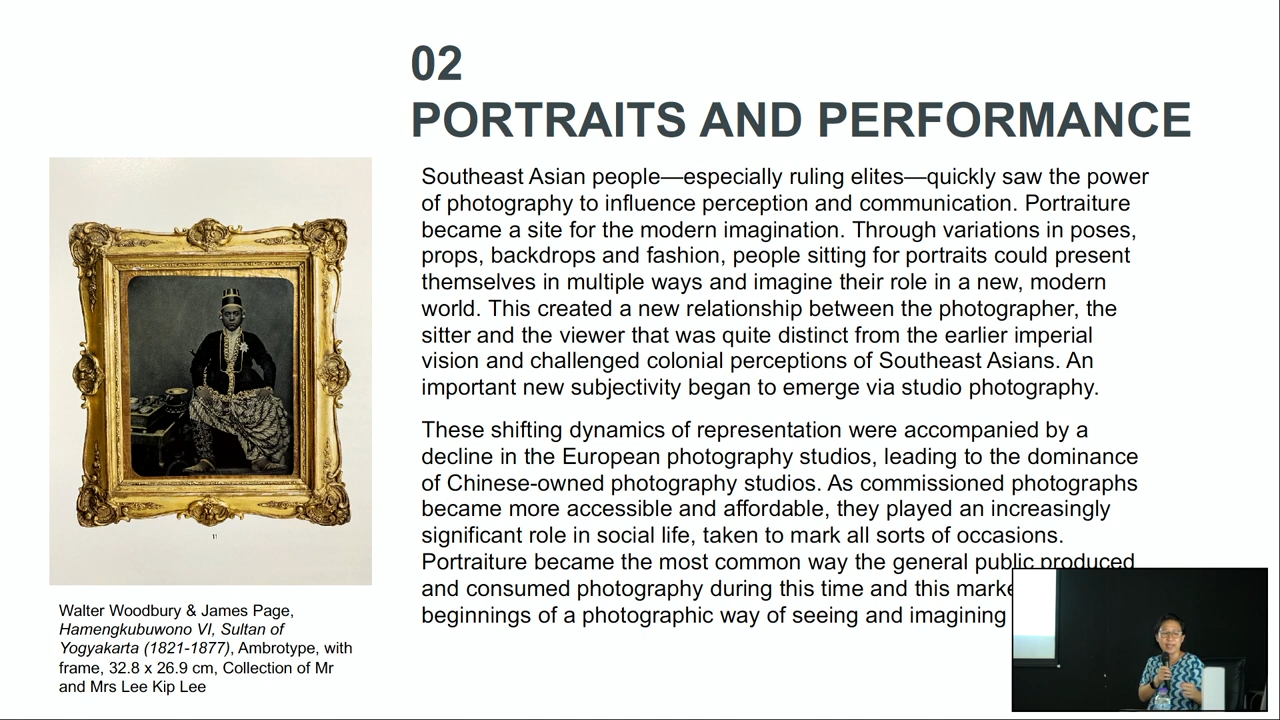 02
PORTRAITS AND PERFORMANCE
Southeast Asian people—especially ruling elites—quickly saw the power
of photography to influence perception and communication. Portraiture
became a site for the modern imagination. Through variations in poses,
props, backdrops and fashion, people sitting for portraits could present
themselves in multiple ways and imagine their role in a new, modern
world. This created a new relationship between the photographer, the
sitter and the viewer that was quite distinct from the earlier imperial
vision and challenged colonial perceptions of Southeast Asians. An
important new subjectivity began to emerge via studio photography.
These shifting dynamics of representation were accompanied by a
decline in the European photography studios, leading to the dominance
of Chinese-owned photography studios. As commissioned photographs
became more accessible and affordable, they played an increasingly
significant role in social life, taken to mark all sorts of occasions.
Portraiture became the most common way the general public produced
and consumed photography during this time and this marke
beginnings of a photographic way of seeing and imagining
Walter Woodbury & James Page,
Hamengkubuwono VI, Sultan of
Yogyakarta (1821-1877), Ambrotype, with
frame, 32.8 x 26.9 cm, Collection of Mr
and Mrs Lee Kip Lee